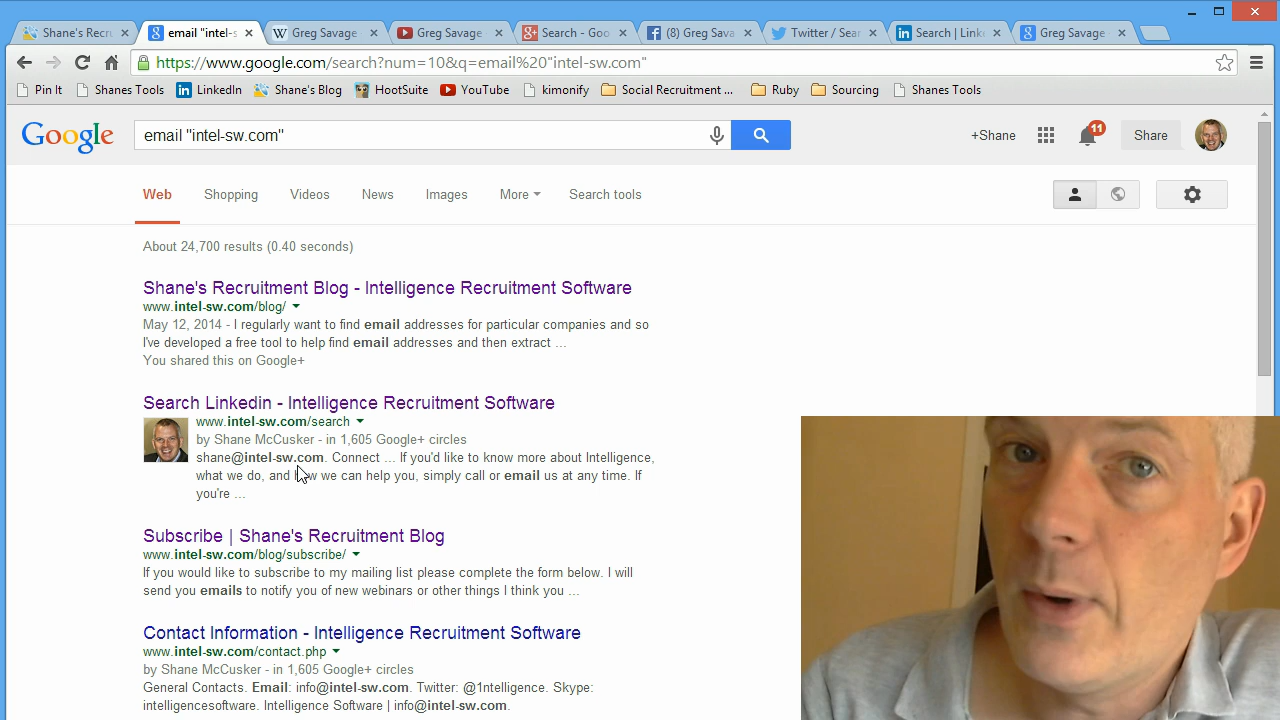 Shane's Recru
email "intel-s
Greg Savage
Greg Savage
Search - Goo
(8) Greg Sava
Twitter / Sear
Search | Linke
Greg Savage
https://www.google.com/search?num=10&q=email%20"intel-sw.com"
Pin It
Shanes Tools
LinkedIn
Shane's Blog
HootSuite
YouTube
kimonify
Social Recruitment ...
Ruby
Sourcing
Shanes Tools
Google
email "intel-sw.com"
+Shane
11
Share
Web
Shopping
Videos
News
Images
More
Search tools
About 24,700 results (0.40 seconds)
Shane's Recruitment Blog - Intelligence Recruitment Software
www.intel-sw.com/blog/
May 12, 2014 - I regularly want to find email addresses for particular companies and so
I've developed a free tool to help find email addresses and then extract ...
You shared this on Google+
Search Linkedin - Intelligence Recruitment Software
www.intel-sw.com/search
by Shane McCusker - in 1,605 Google+ circles
shane@intel-sw.com. Connect ... If you'd like to know more about Intelligence,
what we do, and how we can help you, simply call or email us at any time. If
you're ...
Subscribe | Shane's Recruitment Blog
www.intel-sw.com/blog/subscribe/
If you would like to subscribe to my mailing list please complete the form below. I will
send you emails to notify you of new webinars or other things I think you ...
Contact Information - Intelligence Recruitment Software
www.intel-sw.com/contact.php
by Shane McCusker - in 1,605 Google+ circles
General Contacts. Email: info@intel-sw.com. Twitter: @1ntelligence. Skype:
intelligencesoftware. Intelligence Software | info@intel-sw.com.